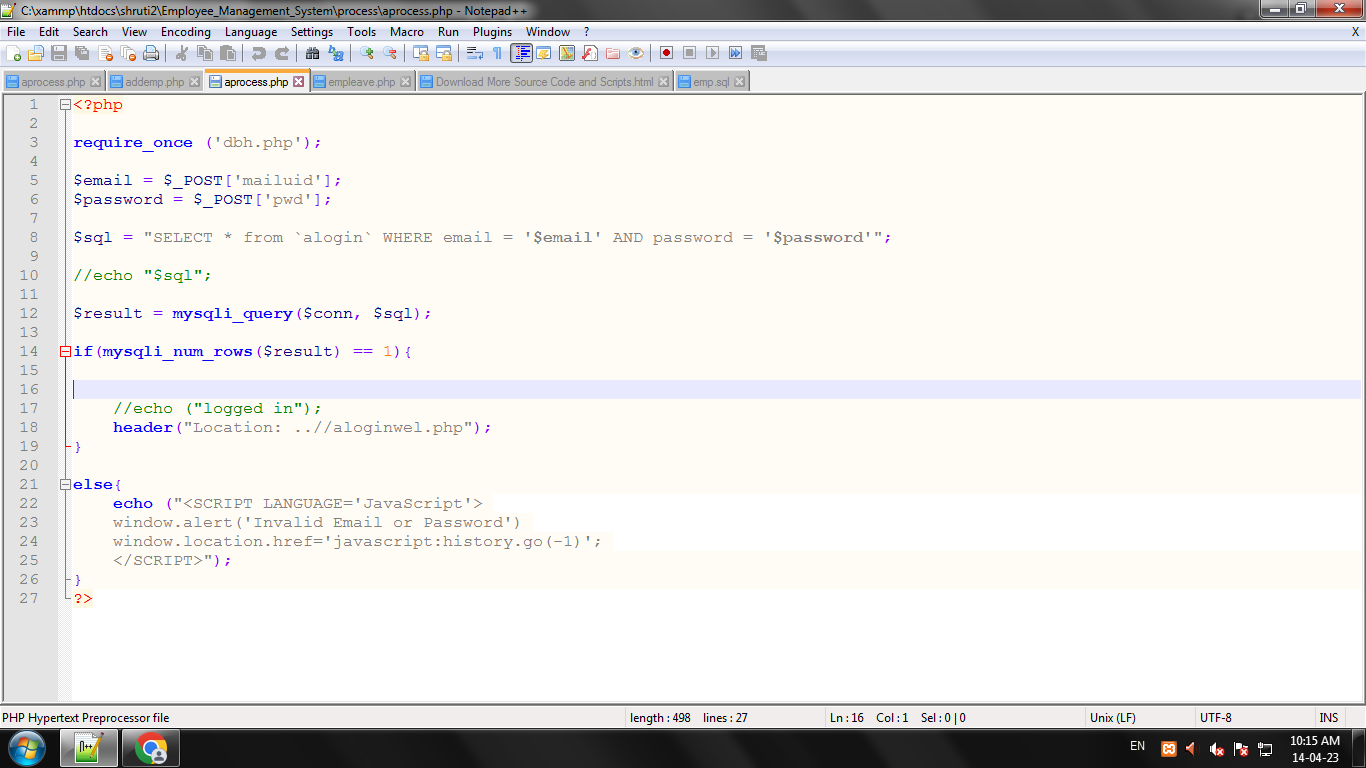 C:\xammp\htdocs\shruti2\Employee_Management_System\process\aprocess.php - Notepad++
File Edit Search View Encoding Language Settings Tools Macro Run Plugins Window ? X
aprocess.php addemp.php aprocess.php empleave.php Download More Source Code and Scripts.html emp.sql
1 <?php
2
3 require_once ('dbh.php');
4
5 $email = $_POST['mailuid'];
6 $password = $_POST['pwd'];
7
8 $sql = "SELECT * from `alogin` WHERE email = '$email' AND password = '$password'";
9
10 //echo "$sql";
11
12 $result = mysqli_query($conn, $sql);
13
14 if(mysqli_num_rows($result) == 1){
15
16
17 //echo ("logged in");
18 header("Location: ..//aloginwel.php");
19 }
20
21 else{
22 echo ("<SCRIPT LANGUAGE='JavaScript'>
23 window.alert('Invalid Email or Password')
24 window.location.href='javascript:history.go(-1)';
25 </SCRIPT>");
26 }
27 ?>
PHP Hypertext Preprocessor file length : 498 lines : 27 Ln : 16 Col : 1 Sel : 0 | 0 Unix (LF) UTF-8 INS
EN 10:15 AM
14-04-23